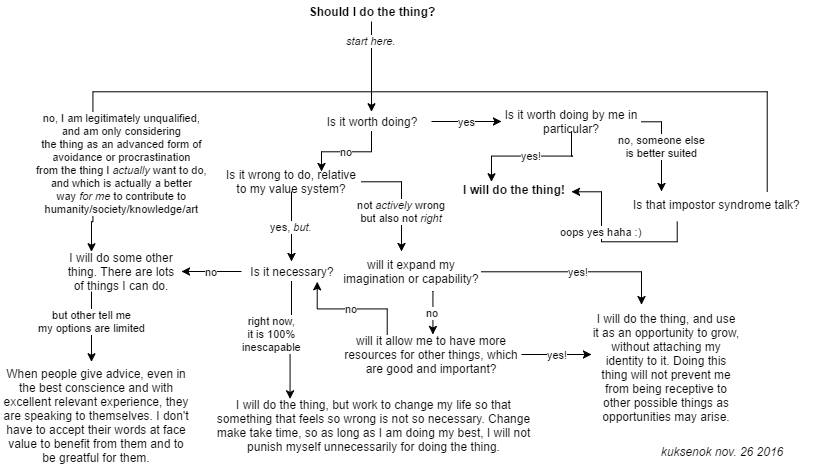 Should I do the thing?
start here.
no, I am legitimately unqualified,
and am only considering
the thing as an advanced form of
avoidance or procrastination
from the thing I actually want to do,
and which is actually a better
way for me to contribute to
humanity/society/knowledge/art
Is it worth doing?
yes
Is it worth doing by me in
particular?
no, someone else
is better suited
yes!
no
Is it wrong to do, relative
to my value system?
I will do the thing!
Is that impostor syndrome talk?
oops yes haha :)
not actively wrong
but also not right
yes, but.
I will do some other
thing. There are lots
of things I can do.
no
Is it necessary?
will it expand my
imagination or capability?
yes!
but other tell me
my options are limited
right now,
it is 100%
inescapable
no
no
will it allow me to have more
resources for other things, which
are good and important?
yes!
I will do the thing, and use
it as an opportunity to grow,
without attaching my
identity to it. Doing this
thing will not prevent me
from being receptive to
other possible things as
opportunities may arise.
When people give advice, even in
the best conscience and with
excellent relevant experience, they
are speaking to themselves. I don't
have to accept their words at face
value to benefit from them and to
be greatful for them.
I will do the thing, but work to change my life so that
something that feels so wrong is not so necessary. Change
make take time, so as long as I am doing my best, I will not
punish myself unnecessarily for doing the thing.
kuksenok nov. 26 2016